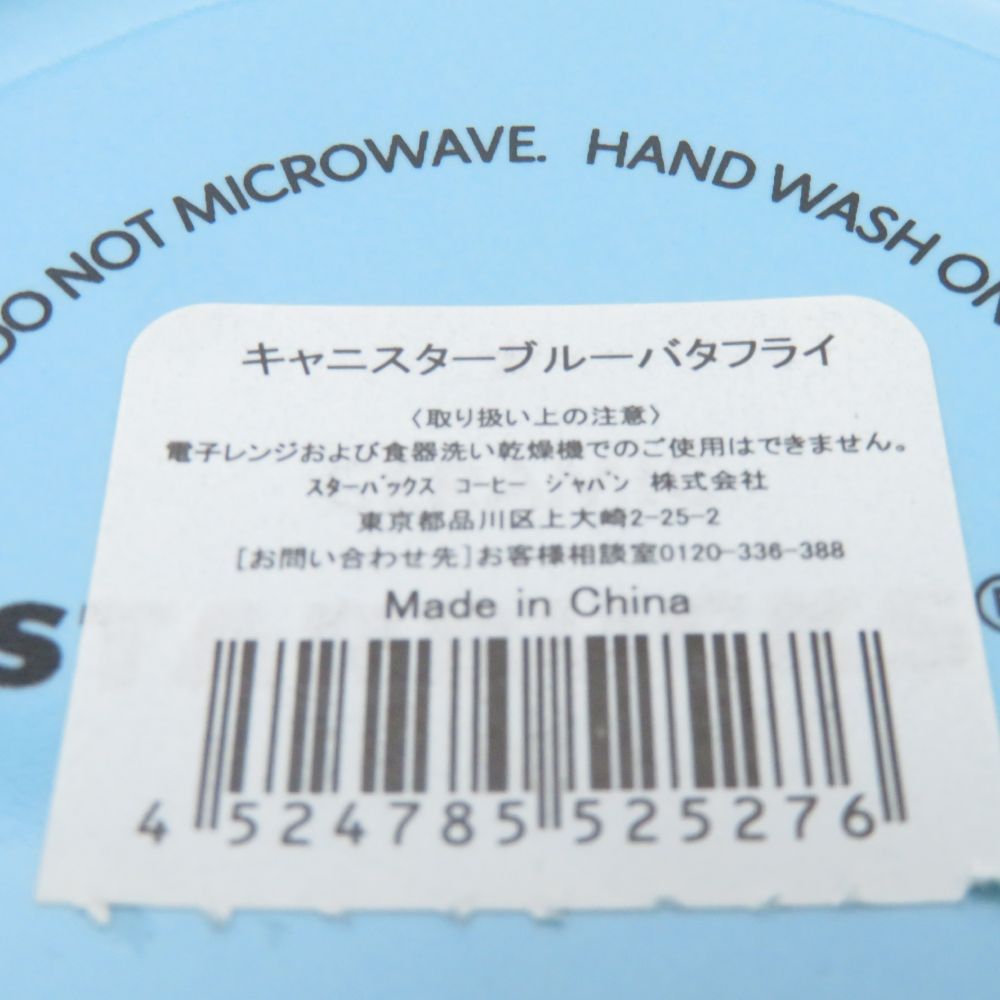 DO NOT MICROWAVE. HAND WASH ON
キャニスターブルーバタフライ
〈取り扱い上の注意〉
電子レンジおよび食器洗い乾燥機でのご使用はできません。
スターバックス コーヒー ジャパン 株式会社
東京都品川区上大崎2-25-2
[お問い合わせ先]お客様相談室0120-336-388
Made in China
4 524785 525276